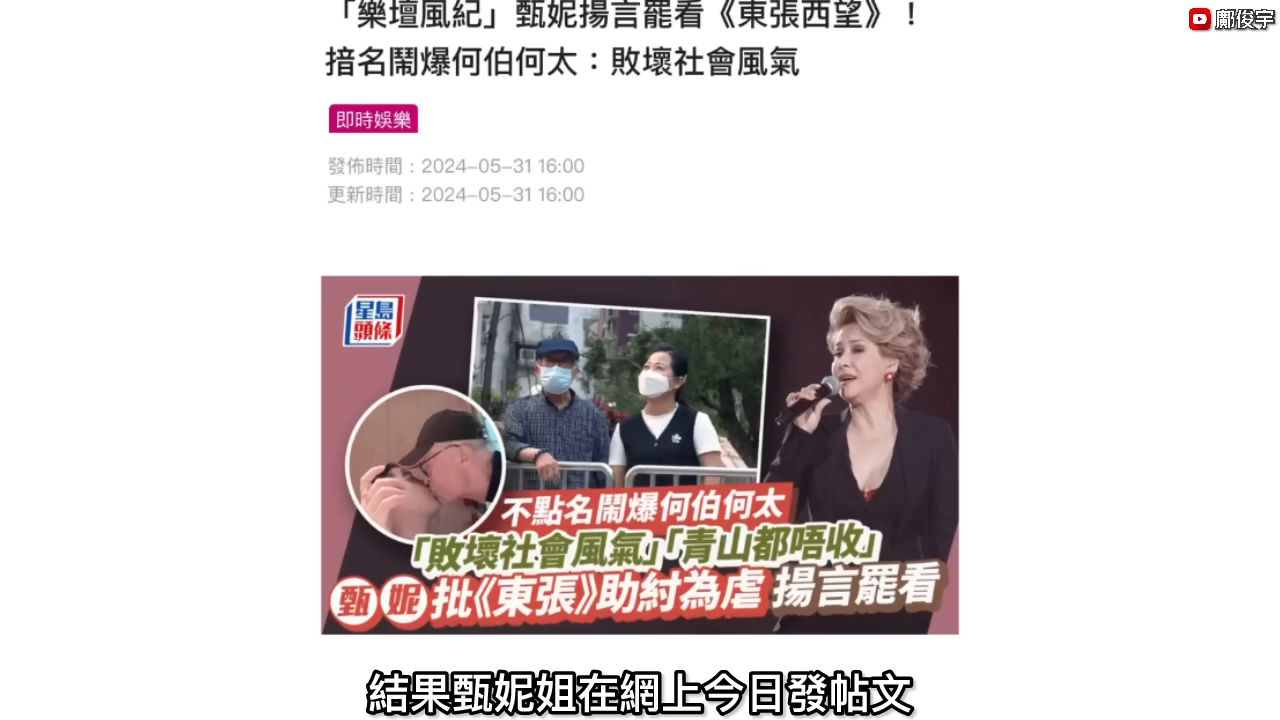 「樂壇風紀」甄妮揚言罷看《東張西望》！
揞名鬧爆何伯何太：敗壞社會風氣
鄺俊宇
即時娛樂
發佈時間：2024-05-31 16:00
更新時間：2024-05-31 16:00
星島
頭條
不點名鬧爆何伯何太
「敗壞社會風氣」「青山都唔收」
甄妮批《東張》助紂為虐 揚言罷看
結果甄妮姐在網上今日發帖文